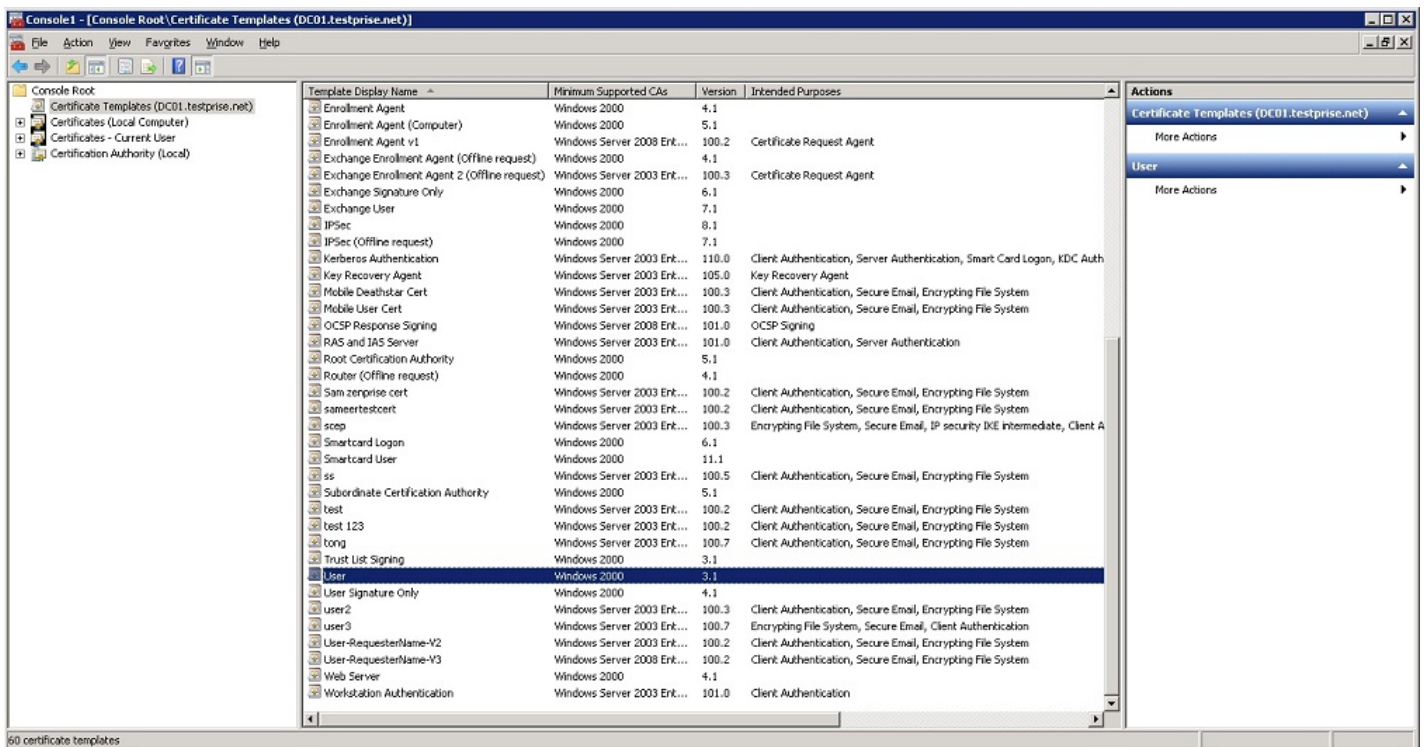 Console1 - [Console Root\Certificate Templates (DC01.testprise.net)]
File Action View Favorites Window Help
Console Root
Certificate Templates (DC01.testprise.net)
Certificates (Local Computer)
Certificates - Current User
Certification Authority (Local)
Template Display Name Minimum Supported CAs Version Intended Purposes
Enrollment Agent Windows 2000 4.1
Enrollment Agent (Computer) Windows 2000 5.1
Enrollment Agent v1 Windows Server 2008 Ent... 100.2 Certificate Request Agent
Exchange Enrollment Agent (Offline request) Windows 2000 4.1
Exchange Enrollment Agent 2 (Offline request) Windows Server 2003 Ent... 100.3 Certificate Request Agent
Exchange Signature Only Windows 2000 6.1
Exchange User Windows 2000 7.1
IPSec Windows 2000 8.1
IPSec (Offline request) Windows 2000 7.1
Kerberos Authentication Windows Server 2003 Ent... 110.0 Client Authentication, Server Authentication, Smart Card Logon, KDC Auth
Key Recovery Agent Windows Server 2003 Ent... 105.0 Key Recovery Agent
Mobile Deathstar Cert Windows Server 2003 Ent... 100.3 Client Authentication, Secure Email, Encrypting File System
Mobile User Cert Windows Server 2003 Ent... 100.3 Client Authentication, Secure Email, Encrypting File System
OCSP Response Signing Windows Server 2008 Ent... 101.0 OCSP Signing
RAS and IAS Server Windows Server 2003 Ent... 101.0 Client Authentication, Server Authentication
Root Certification Authority Windows 2000 5.1
Router (Offline request) Windows 2000 4.1
Sam zenprise cert Windows Server 2003 Ent... 100.2 Client Authentication, Secure Email, Encrypting File System
sameertestcert Windows Server 2003 Ent... 100.2 Client Authentication, Secure Email, Encrypting File System
scep Windows Server 2003 Ent... 100.3 Encrypting File System, Secure Email, IP security IKE intermediate, Client A
Smartcard Logon Windows 2000 6.1
Smartcard User Windows 2000 11.1
ss Windows Server 2003 Ent... 100.5 Client Authentication, Secure Email, Encrypting File System
Subordinate Certification Authority Windows 2000 5.1
test Windows Server 2003 Ent... 100.2 Client Authentication, Secure Email, Encrypting File System
test 123 Windows Server 2003 Ent... 100.2 Client Authentication, Secure Email, Encrypting File System
tong Windows Server 2003 Ent... 100.7 Client Authentication, Secure Email, Encrypting File System
Trust List Signing Windows 2000 3.1
User Windows 2000 3.1
User Signature Only Windows 2000 4.1
user2 Windows Server 2003 Ent... 100.3 Client Authentication, Secure Email, Encrypting File System
user3 Windows Server 2003 Ent... 100.7 Encrypting File System, Secure Email, Client Authentication
User-RequesterName-V2 Windows Server 2003 Ent... 100.2 Client Authentication, Secure Email, Encrypting File System
User-RequesterName-V3 Windows Server 2008 Ent... 100.2 Client Authentication, Secure Email, Encrypting File System
Web Server Windows 2000 4.1
Workstation Authentication Windows Server 2003 Ent... 101.0 Client Authentication
Actions
Certificate Templates (DC01.testprise.net)
More Actions
User
More Actions
60 certificate templates